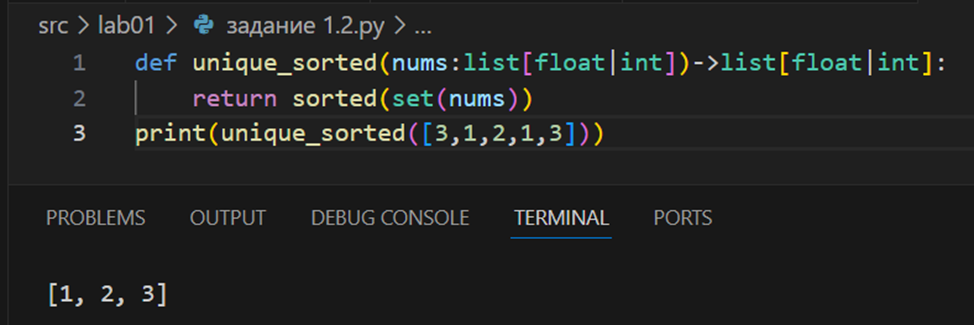 src > lab01 > задание 1.2.py > ...
1 def unique_sorted(nums:list[float|int])->list[float|int]:
2     return sorted(set(nums))
3 print(unique_sorted([3,1,2,1,3]))
PROBLEMS OUTPUT DEBUG CONSOLE TERMINAL PORTS
[1, 2, 3]